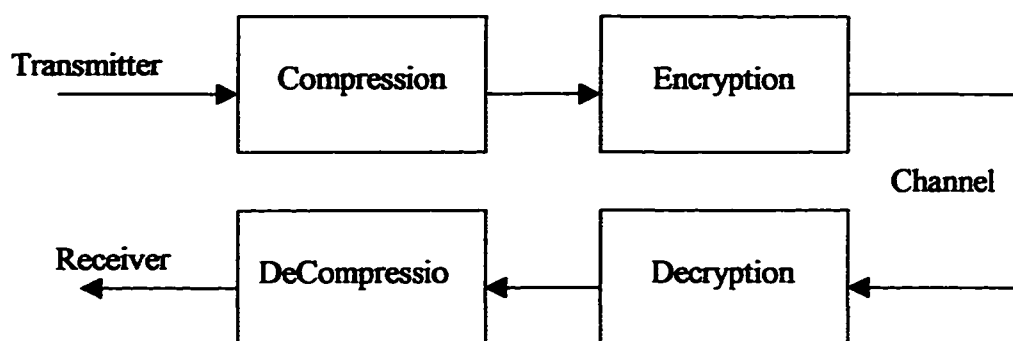 Transmitter
Compression
Encryption
Channel
Receiver
DeCompressio
Decryption